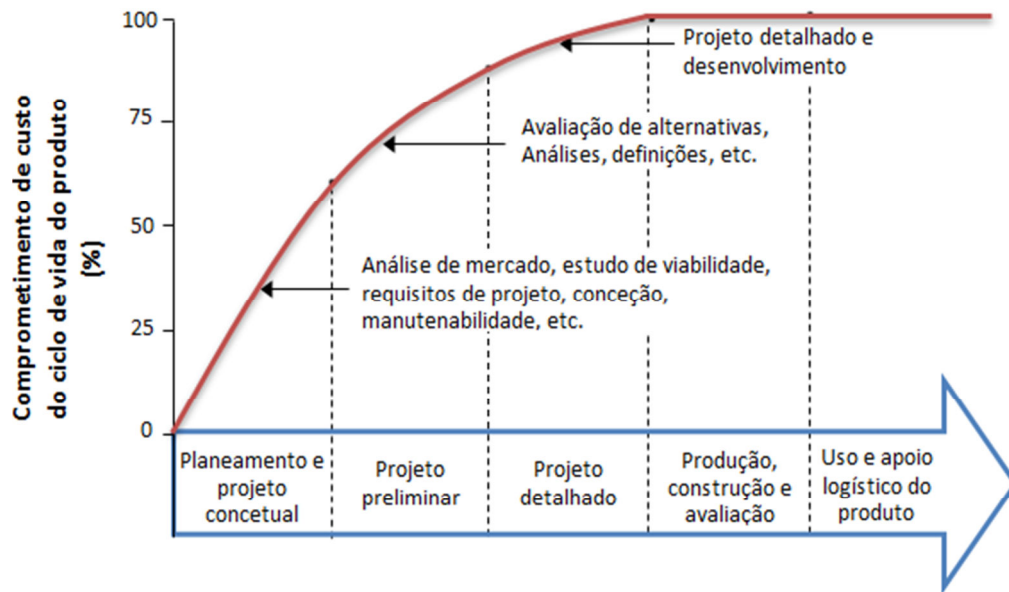 Comprometimento de custo
do ciclo de vida do produto
(%)
100
75
50
25
0
Projeto detalhado e
desenvolvimento
Avaliação de alternativas,
Análises, definições, etc.
Análise de mercado, estudo de viabilidade,
requisitos de projeto, conceção,
manutenabilidade, etc.
Planeamento e
projeto
concetual
Projeto
preliminar
Projeto
detalhado
Produção,
construção e
avaliação
Uso e apoio
logístico do
produto